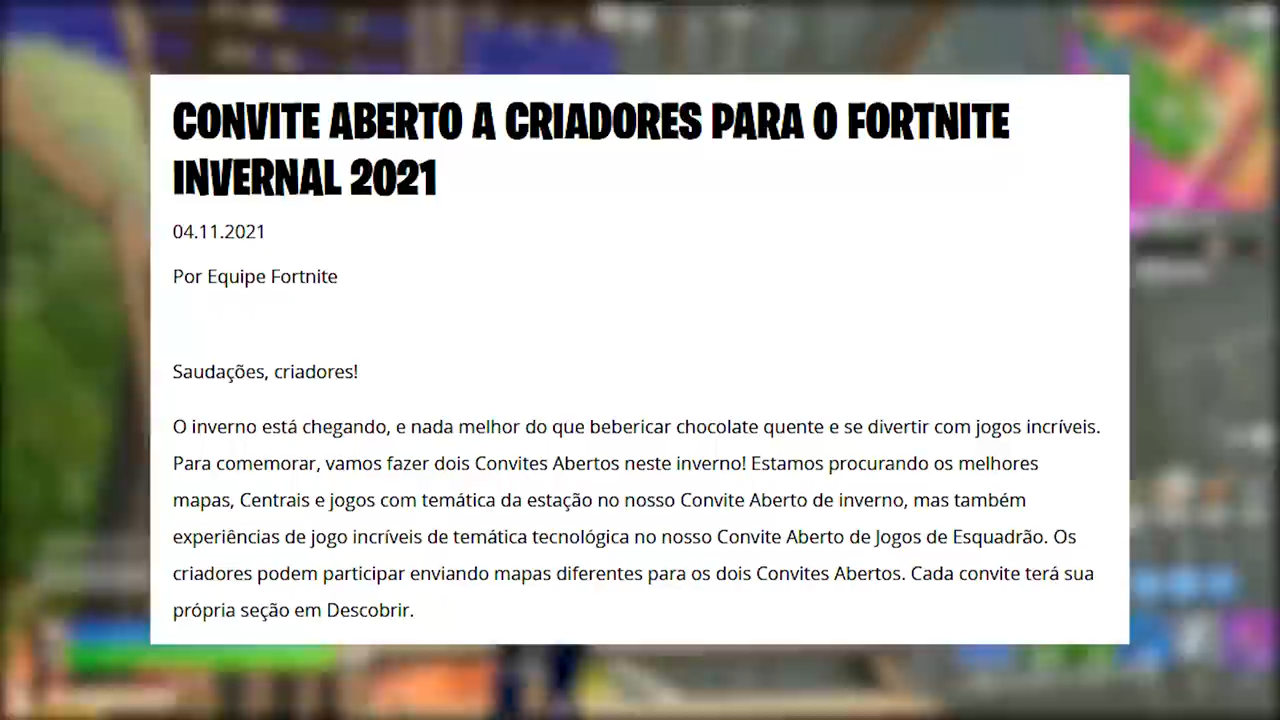 CONVITE ABERTO A CRIADORES PARA O FORTNITE
INVERNAL 2021
04.11.2021
Por Equipe Fortnite
Saudações, criadores!
O inverno está chegando, e nada melhor do que bebericar chocolate quente e se divertir com jogos incríveis.
Para comemorar, vamos fazer dois Convites Abertos neste inverno! Estamos procurando os melhores
mapas, Centrais e jogos com temática da estação no nosso Convite Aberto de inverno, mas também
experiências de jogo incríveis de temática tecnológica no nosso Convite Aberto de Jogos de Esquadrão. Os
criadores podem participar enviando mapas diferentes para os dois Convites Abertos. Cada convite terá sua
própria seção em Descobrir.